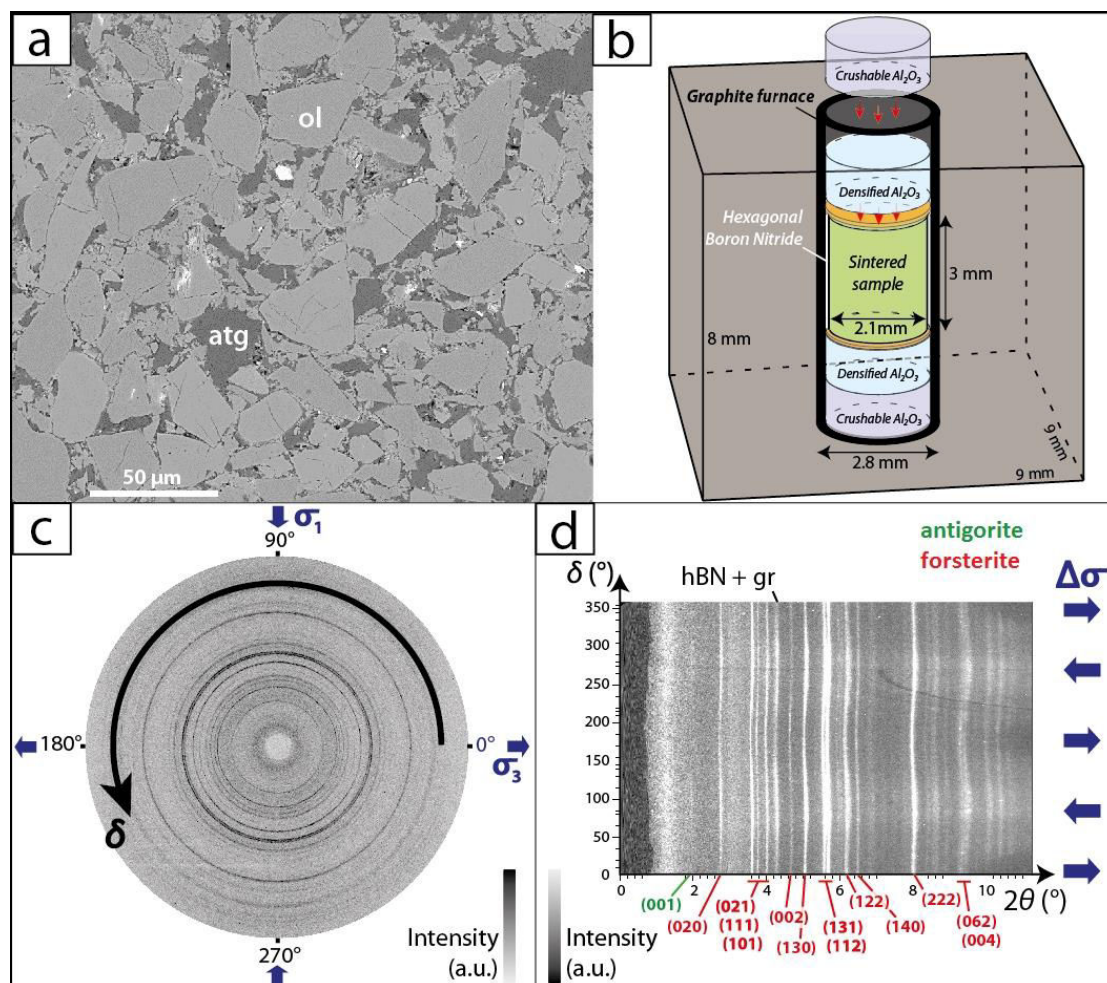 a
ol
atg
50 µm
b
Crushable Al₂O₃
Graphite furnace
Densified Al₂O₃
Hexagonal
Boron Nitride
Sintered
sample
3 mm
2.1mm
8 mm
Densified Al₂O₃
Crushable Al₂O₃
9 mm
2.8 mm
9 mm
c
σ₁
90°
180°
0°
σ₃
δ
Intensity
(a.u.)
270°
d
antigorite
forsterite
δ (°)
hBN + gr
Δσ
350
300
250
200
150
100
50
0
0 2 4 6 8 10
2θ (°)
(001)
(020)
(021)
(111)
(101)
(002)
(130)
(131)
(112)
(122)
(140)
(222)
(062)
(004)
Intensity
(a.u.)